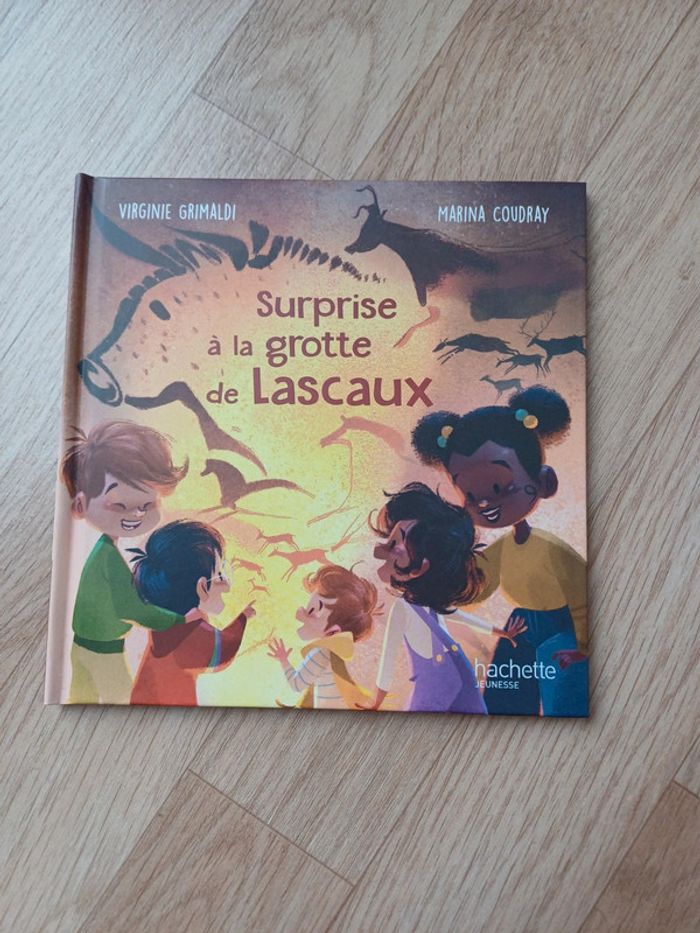 VIRGINIE GRIMALDI
MARINA COUDRAY
Surprise
à la grotte
de Lascaux
hachette
JEUNESSE